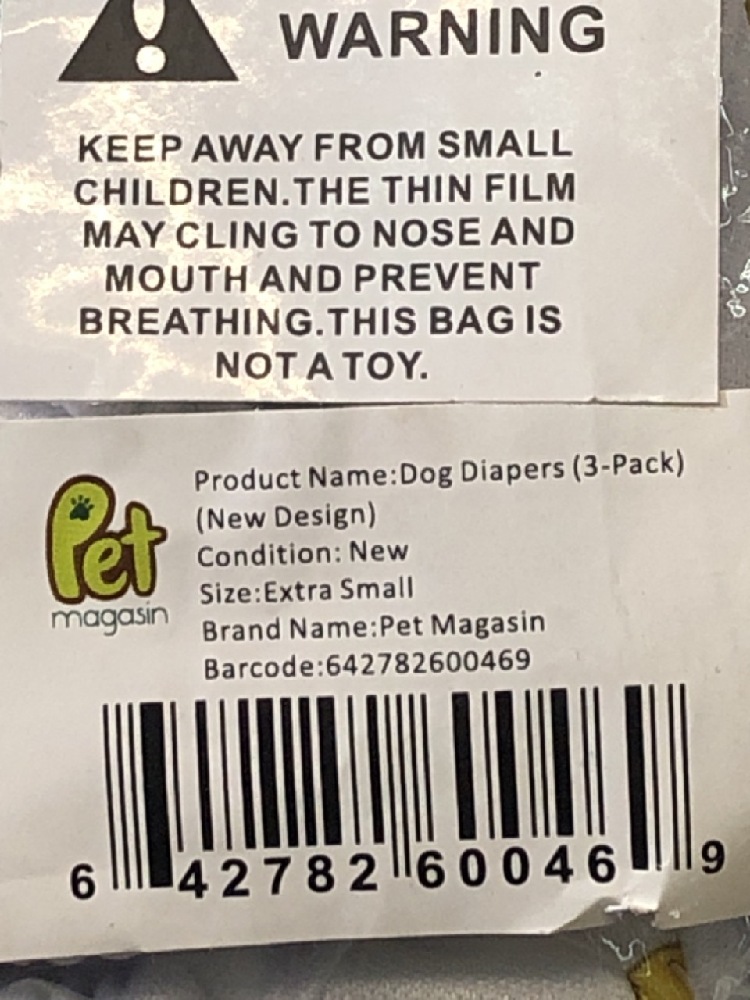 WARNING
KEEP AWAY FROM SMALL
CHILDREN.THE THIN FILM
MAY CLING TO NOSE AND
MOUTH AND PREVENT
BREATHING.THIS BAG IS
NOT A TOY.
Pet
magasin
Product Name:Dog Diapers (3-Pack)
(New Design)
Condition: New
Size:Extra Small
Brand Name:Pet Magasin
Barcode:642782600469
6 42782 60046 9